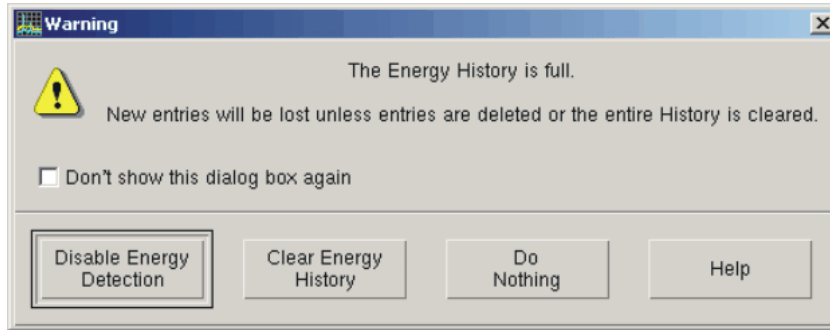 Warning
The Energy History is full.
New entries will be lost unless entries are deleted or the entire History is cleared.
Don't show this dialog box again
Disable Energy
Detection
Clear Energy
History
Do
Nothing
Help